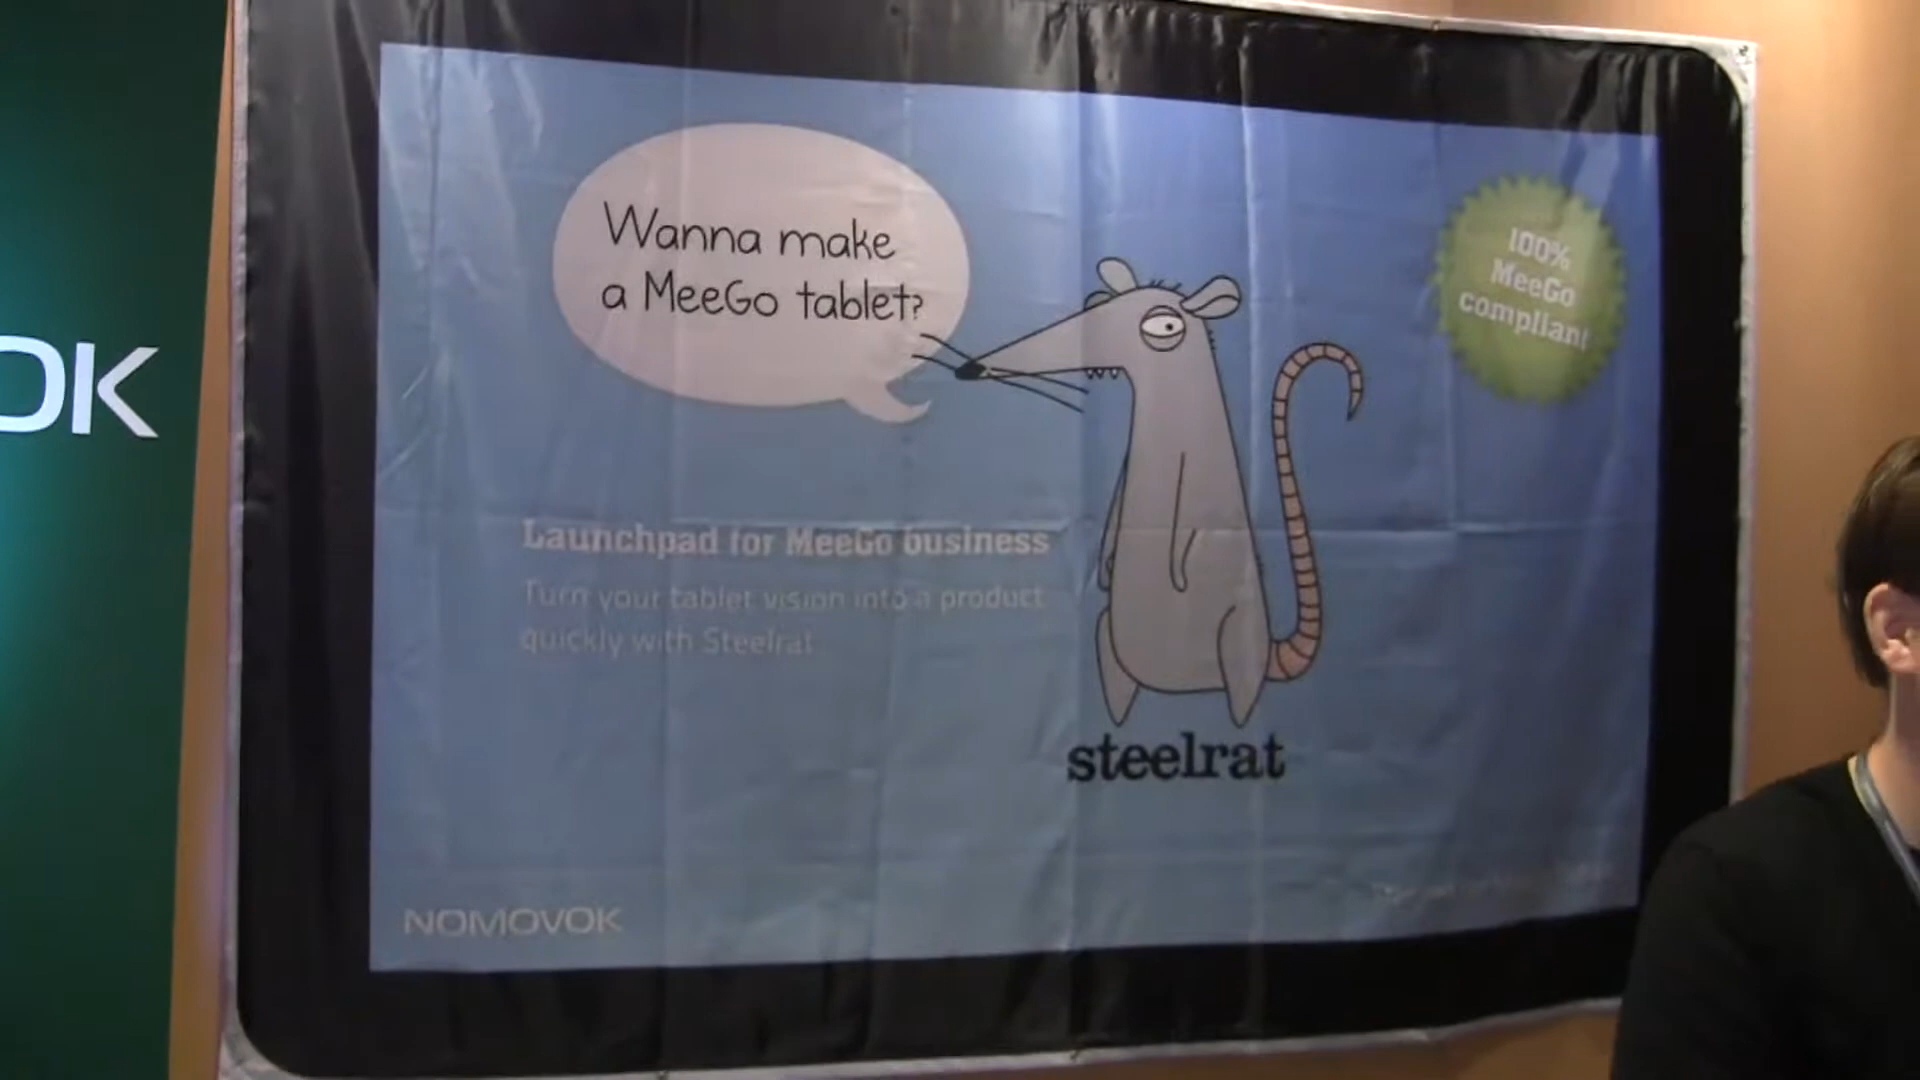 OK
Wanna make
a MeeGo tablet?
100%
MeeGo
compliant
Launchpad for MeeGo business
Turn your tablet vision into a product
quickly with Steelrat
steelrat
NOMOVOK